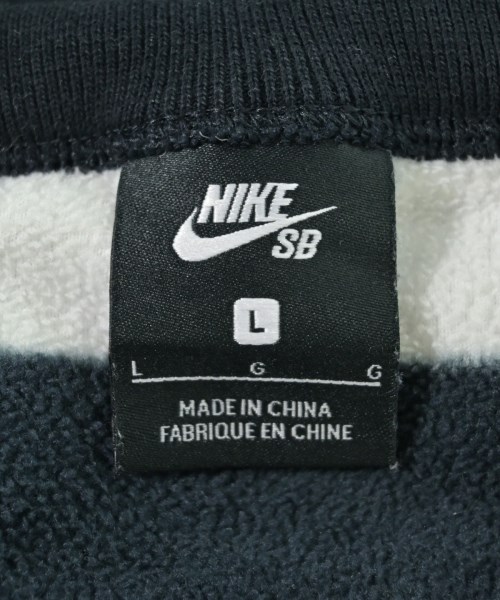 NIKE
SB
L
L G G
MADE IN CHINA
FABRIQUE EN CHINE